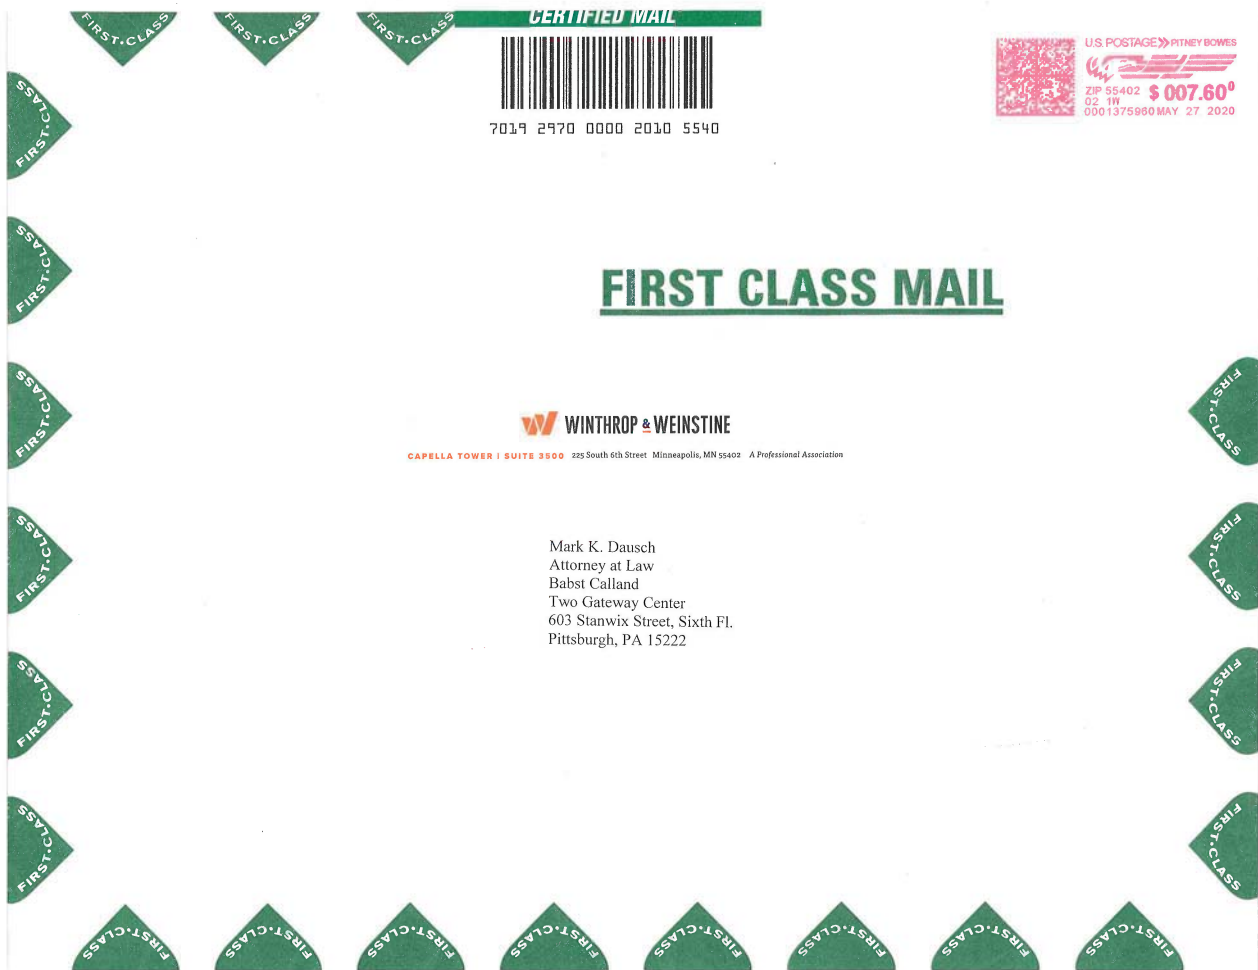 FIRST•CLASS
FIRST•CLASS
FIRST•CLASS
CERTIFIED MAIL
7019 2970 0000 2010 5540
U.S. POSTAGE>>PITNEY BOWES
ZIP 55402 $ 007.60⁰
02 1W
0001375960 MAY 27 2020
FIRST•CLASS
FIRST•CLASS
FIRST CLASS MAIL
FIRST•CLASS
FIRST•CLASS
WINTHROP & WEINSTINE
CAPELLA TOWER | SUITE 3500 225 South 6th Street Minneapolis, MN 55402 A Professional Association
FIRST•CLASS
FIRST•CLASS
Mark K. Dausch
Attorney at Law
Babst Calland
Two Gateway Center
603 Stanwix Street, Sixth Fl.
Pittsburgh, PA 15222
FIRST•CLASS
FIRST•CLASS
FIRST•CLASS
FIRST•CLASS
FIRST•CLASS
FIRST•CLASS
FIRST•CLASS
FIRST•CLASS
FIRST•CLASS
FIRST•CLASS
FIRST•CLASS
FIRST•CLASS